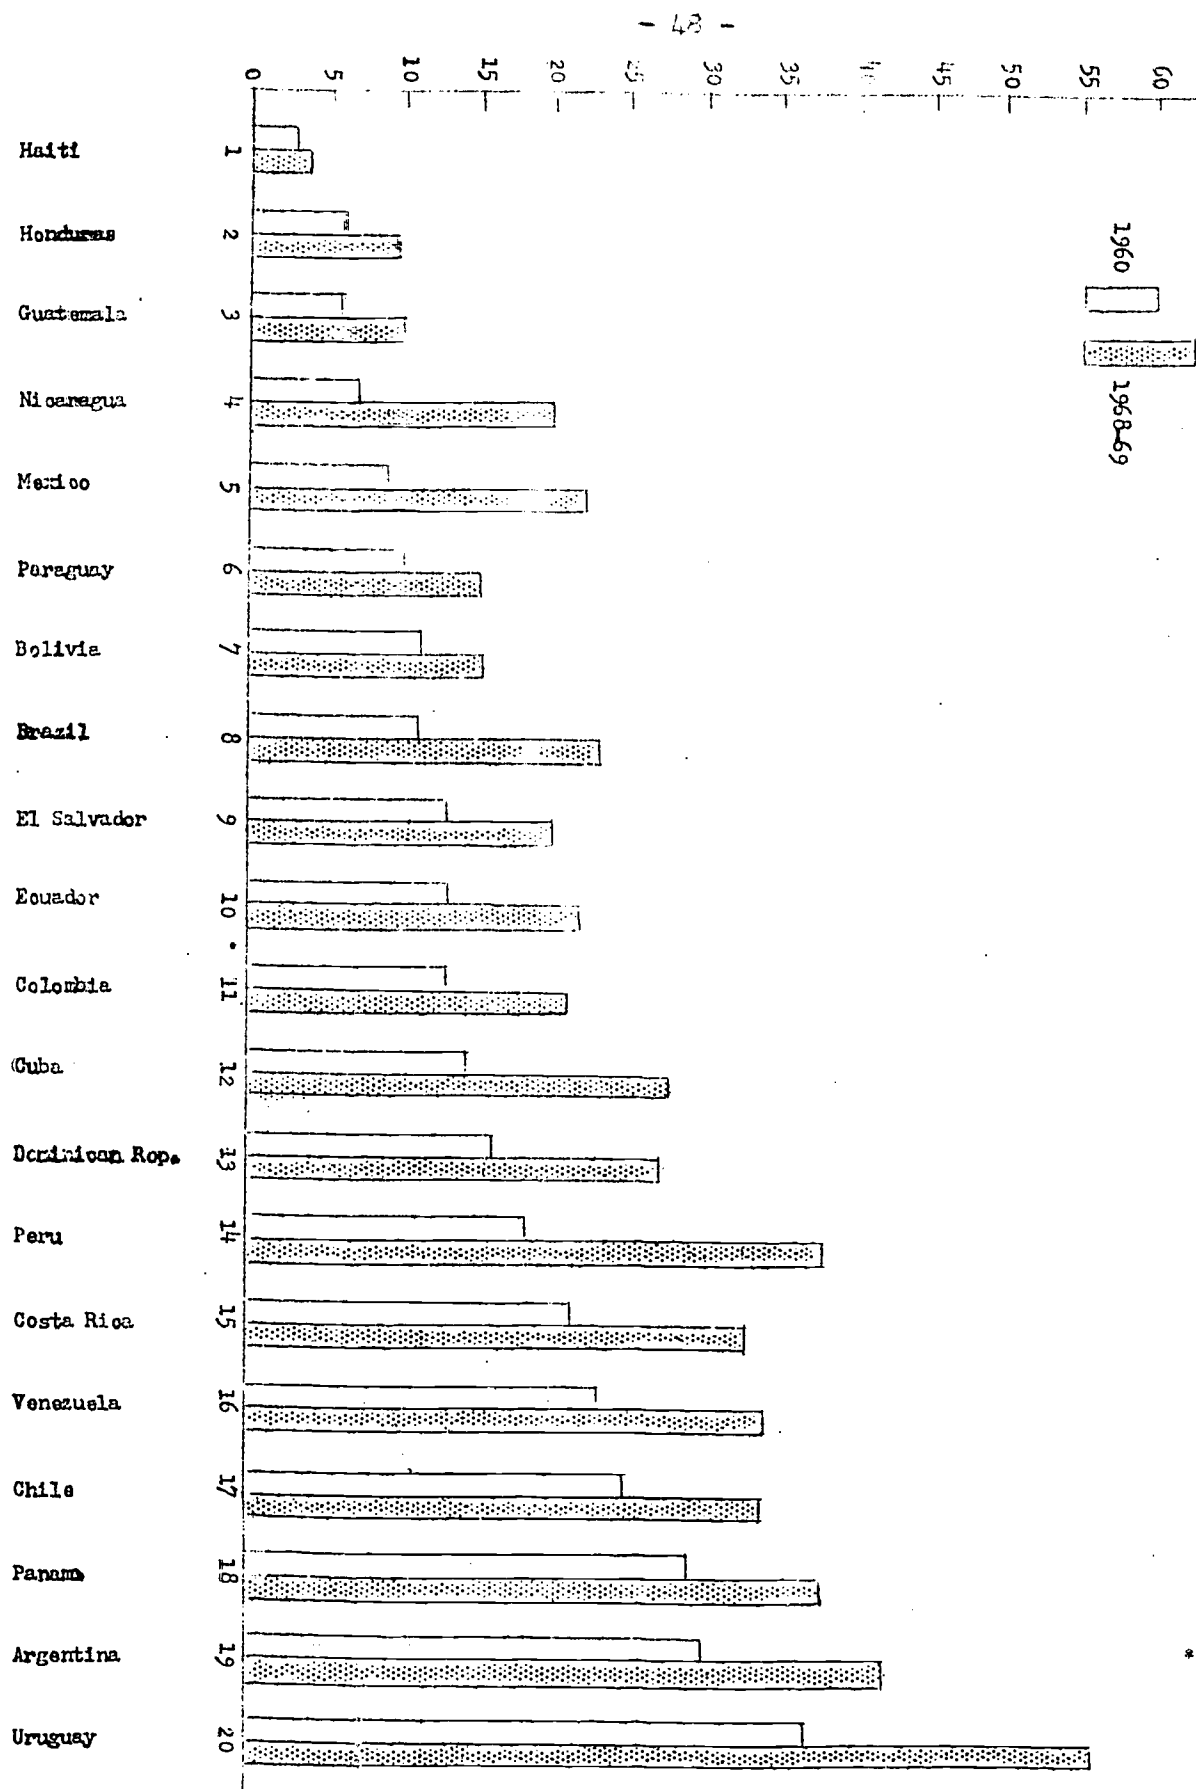 - 48 -
0 5 10 15 20 25 30 35 40 45 50 55 60
1960
1968-69
Haiti 1
Honduras 2
Guatemala 3
Nicaragua 4
Mexico 5
Paraguay 6
Bolivia 7
Brazil 8
El Salvador 9
Ecuador 10
Colombia 11
Cuba 12
Dominican Rep. 13
Peru 14
Costa Rica 15
Venezuela 16
Chile 17
Panama 18
Argentina 19
*
Uruguay 20